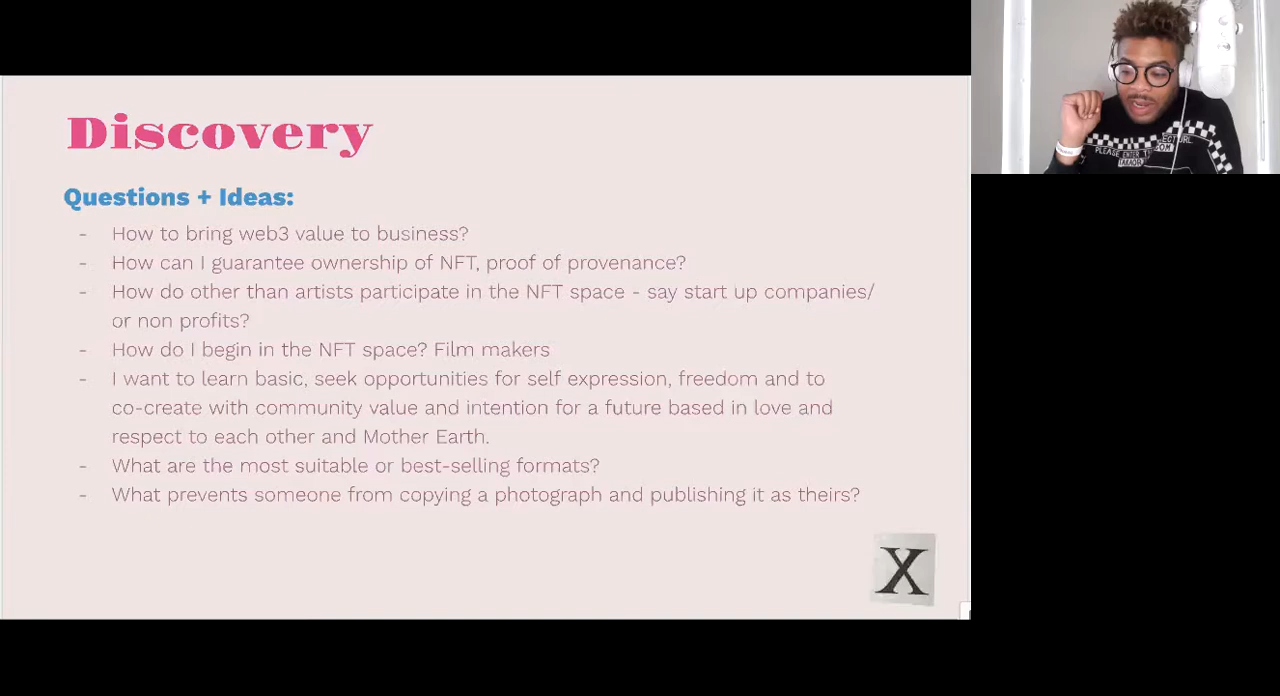 Discovery
Questions + Ideas:
- How to bring web3 value to business?
- How can I guarantee ownership of NFT, proof of provenance?
- How do other than artists participate in the NFT space - say start up companies/
or non profits?
- How do I begin in the NFT space? Film makers
- I want to learn basic, seek opportunities for self expression, freedom and to
co-create with community value and intention for a future based in love and
respect to each other and Mother Earth.
- What are the most suitable or best-selling formats?
- What prevents someone from copying a photograph and publishing it as theirs?
X
PLEASE ENTER